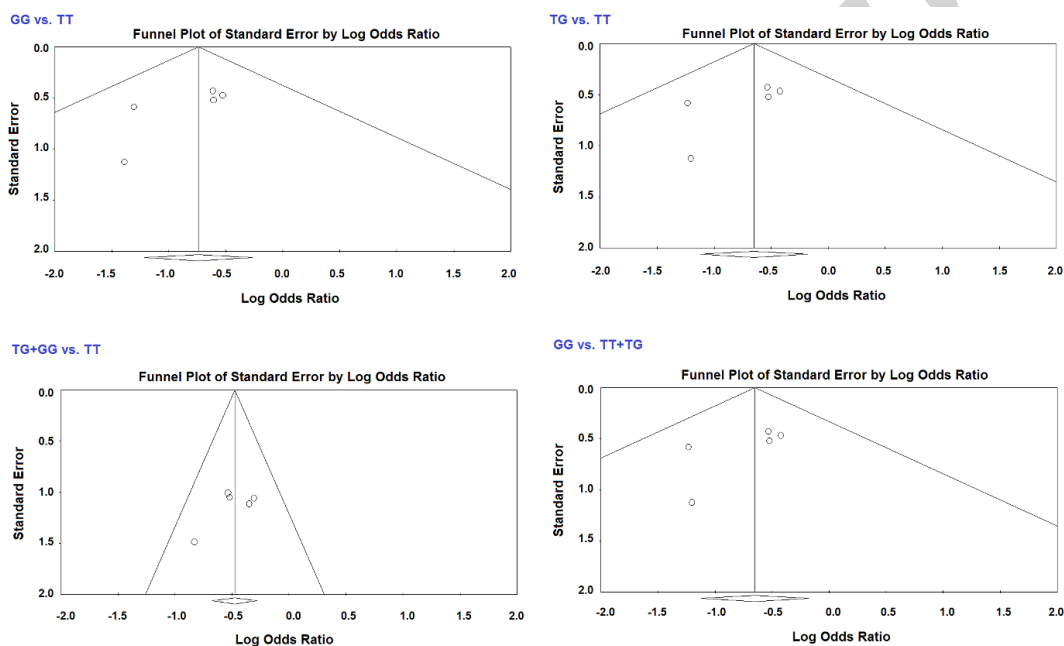 GG vs. TT
Funnel Plot of Standard Error by Log Odds Ratio
0.0
0.5
1.0
1.5
2.0
Standard Error
-2.0 -1.5 -1.0 -0.5 0.0 0.5 1.0 1.5 2.0
Log Odds Ratio
TG vs. TT
Funnel Plot of Standard Error by Log Odds Ratio
0.0
0.5
1.0
1.5
2.0
Standard Error
-2.0 -1.5 -1.0 -0.5 0.0 0.5 1.0 1.5 2.0
Log Odds Ratio
TG+GG vs. TT
Funnel Plot of Standard Error by Log Odds Ratio
0.0
0.5
1.0
1.5
2.0
Standard Error
-2.0 -1.5 -1.0 -0.5 0.0 0.5 1.0 1.5 2.0
Log Odds Ratio
GG vs. TT+TG
Funnel Plot of Standard Error by Log Odds Ratio
0.0
0.5
1.0
1.5
2.0
Standard Error
-2.0 -1.5 -1.0 -0.5 0.0 0.5 1.0 1.5 2.0
Log Odds Ratio